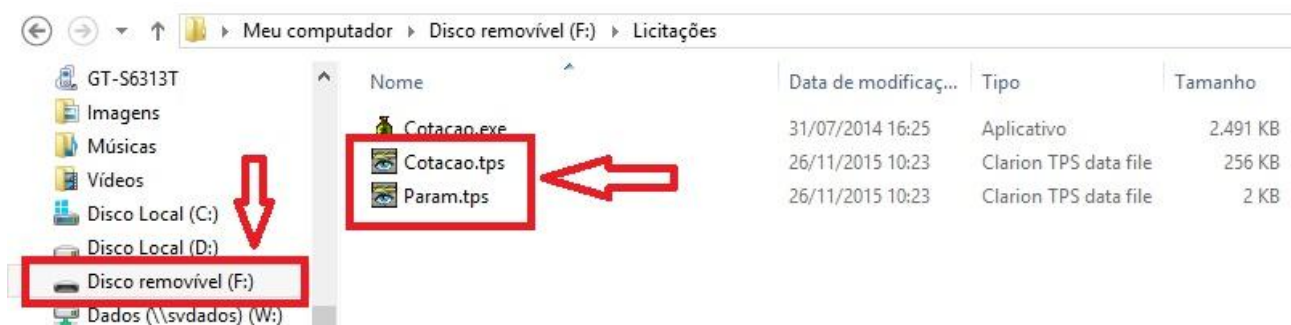 Meu computador Disco removível (F:) Licitações
GT-S6313T
Imagens
Músicas
Vídeos
Disco Local (C:)
Disco Local (D:)
Disco removível (F:)
Dados (\\svdados) (W:)
Nome Data de modificaç... Tipo Tamanho
Cotacao.exe 31/07/2014 16:25 Aplicativo 2.491 KB
Cotacao.tps 26/11/2015 10:23 Clarion TPS data file 256 KB
Param.tps 26/11/2015 10:23 Clarion TPS data file 2 KB